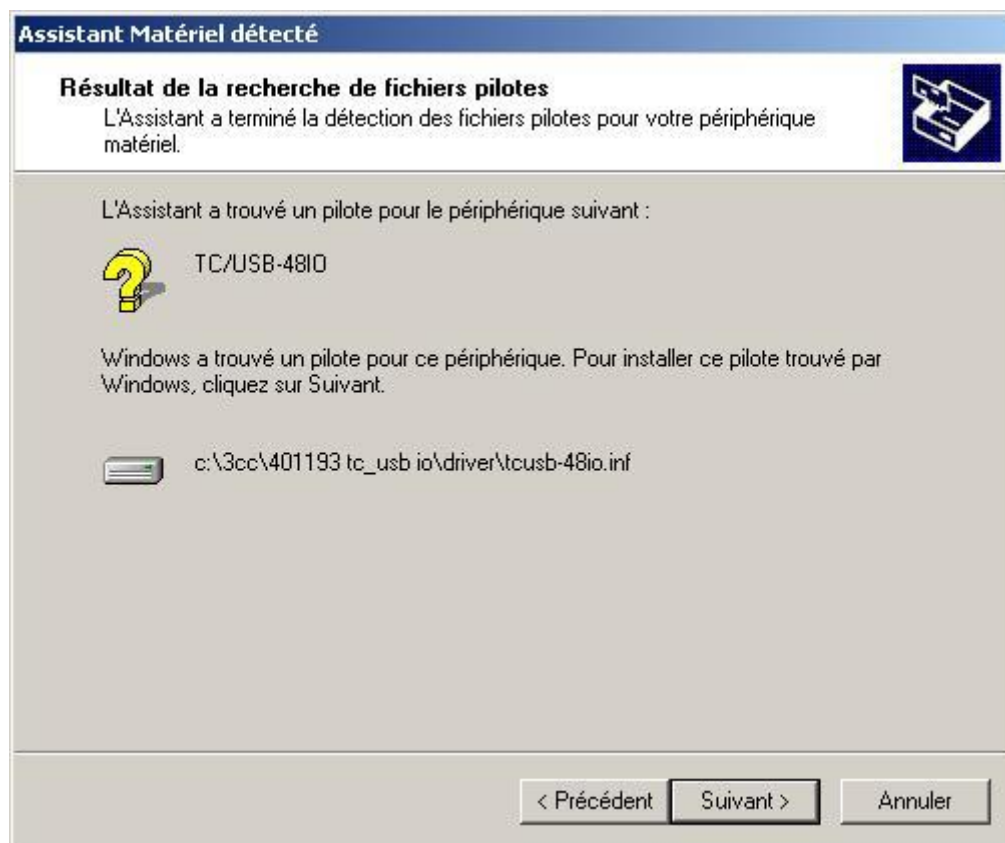 Assistant Matériel détecté
Résultat de la recherche de fichiers pilotes
L'Assistant a terminé la détection des fichiers pilotes pour votre périphérique
matériel.
L'Assistant a trouvé un pilote pour le périphérique suivant :
TC/USB-48IO
Windows a trouvé un pilote pour ce périphérique. Pour installer ce pilote trouvé par
Windows, cliquez sur Suivant.
c:\3cc\401193 tc_usb io\driver\tcusb-48io.inf
< Précédent Suivant > Annuler